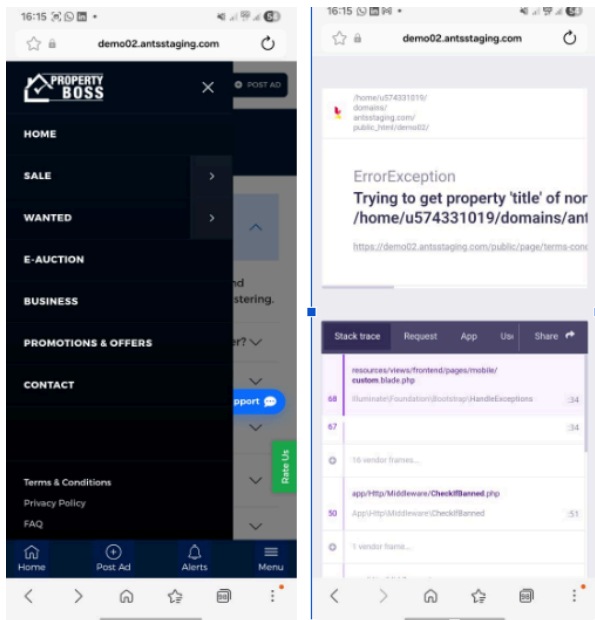 16:15
demo02.antsstaging.com
PROPERTY
BOSS
POST AD
HOME
SALE
WANTED
E-AUCTION
BUSINESS
PROMOTIONS & OFFERS
CONTACT
nd
stering.
er?
pport
Rate Us
Terms & Conditions
Privacy Policy
FAQ
Home
Post Ad
Alerts
Menu
16:15
demo02.antsstaging.com
/home/u574331019/
domains/
antsstaging.com/
public_html/demo02/
ErrorException
Trying to get property 'title' of nor
/home/u574331019/domains/ant
https://demo02.antsstaging.com/public/page/terms-cond
Stack trace
Request
App
Use
Share
resources/views/frontend/pages/mobile/
custom.blade.php
68 Illuminate\Foundation\Bootstrap\HandleExceptions :34
67 :34
16 vendor frames...
app/Http/Middleware/CheckIfBanned.php
50 App\Http\Middleware\CheckIfBanned :51
1 vendor frame...